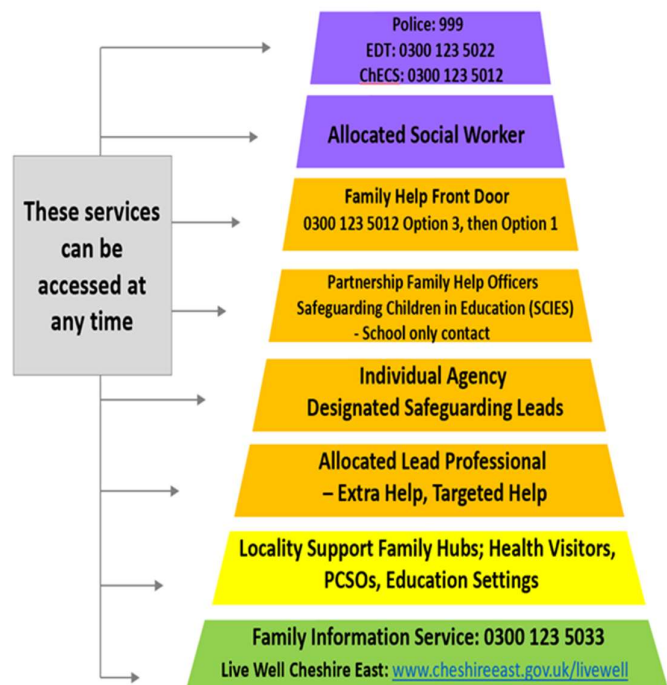 Police: 999
EDT: 0300 123 5022
ChECS: 0300 123 5012
Allocated Social Worker
Family Help Front Door
0300 123 5012 Option 3, then Option 1
These services
can be
accessed at
any time
Partnership Family Help Officers
Safeguarding Children in Education (SCIES)
- School only contact
Individual Agency
Designated Safeguarding Leads
Allocated Lead Professional
– Extra Help, Targeted Help
Locality Support Family Hubs; Health Visitors,
PCSOs, Education Settings
Family Information Service: 0300 123 5033
Live Well Cheshire East: www.cheshireeast.gov.uk/livewell